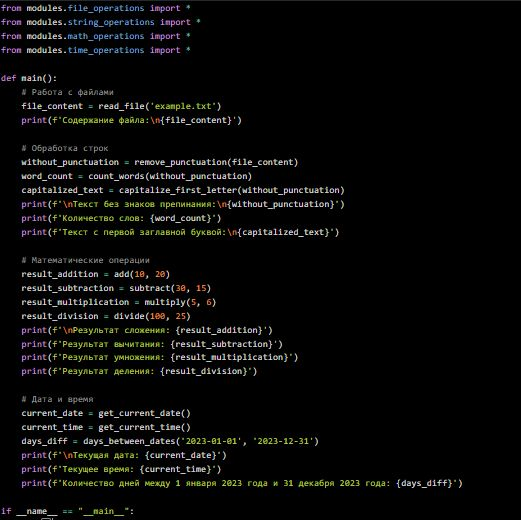 from modules.file_operations import *
from modules.string_operations import *
from modules.math_operations import *
from modules.time_operations import *
def main():
# Работа с файлами
file_content = read_file('example.txt')
print(f'Содержание файла:\n{file_content}')
# Обработка строк
without_punctuation = remove_punctuation(file_content)
word_count = count_words(without_punctuation)
capitalized_text = capitalize_first_letter(without_punctuation)
print(f'\nТекст без знаков препинания:\n{without_punctuation}')
print(f'Количество слов: {word_count}')
print(f'Текст с первой заглавной буквой:\n{capitalized_text}')
# Математические операции
result_addition = add(10, 20)
result_subtraction = subtract(30, 15)
result_multiplication = multiply(5, 6)
result_division = divide(100, 25)
print(f'\nРезультат сложения: {result_addition}')
print(f'Результат вычитания: {result_subtraction}')
print(f'Результат умножения: {result_multiplication}')
print(f'Результат деления: {result_division}')
# Дата и время
current_date = get_current_date()
current_time = get_current_time()
days_diff = days_between_dates('2023-01-01', '2023-12-31')
print(f'\nТекущая дата: {current_date}')
print(f'Текущее время: {current_time}')
print(f'Количество дней между 1 января 2023 года и 31 декабря 2023 года: {days_diff}')
if __name__ == "__main__":